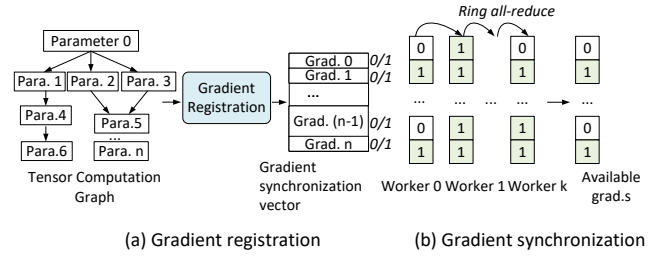 Ring all-reduce
Parameter 0
Para. 1 Para. 2 Para. 3
Para.4
Para.5
...
Para.6 Para. n
Tensor Computation
Graph
Gradient
Registration
Grad. 0 0/1
Grad. 1 0/1
...
Grad. (n-1) 0/1
Grad. n 0/1
Gradient
synchronization
vector
0 1 0 0
1 1 1 1
... ... ... ... ...
0 1 1 0
1 1 1 1
Worker 0 Worker 1 Worker k
Available
grad.s
(a) Gradient registration
(b) Gradient synchronization